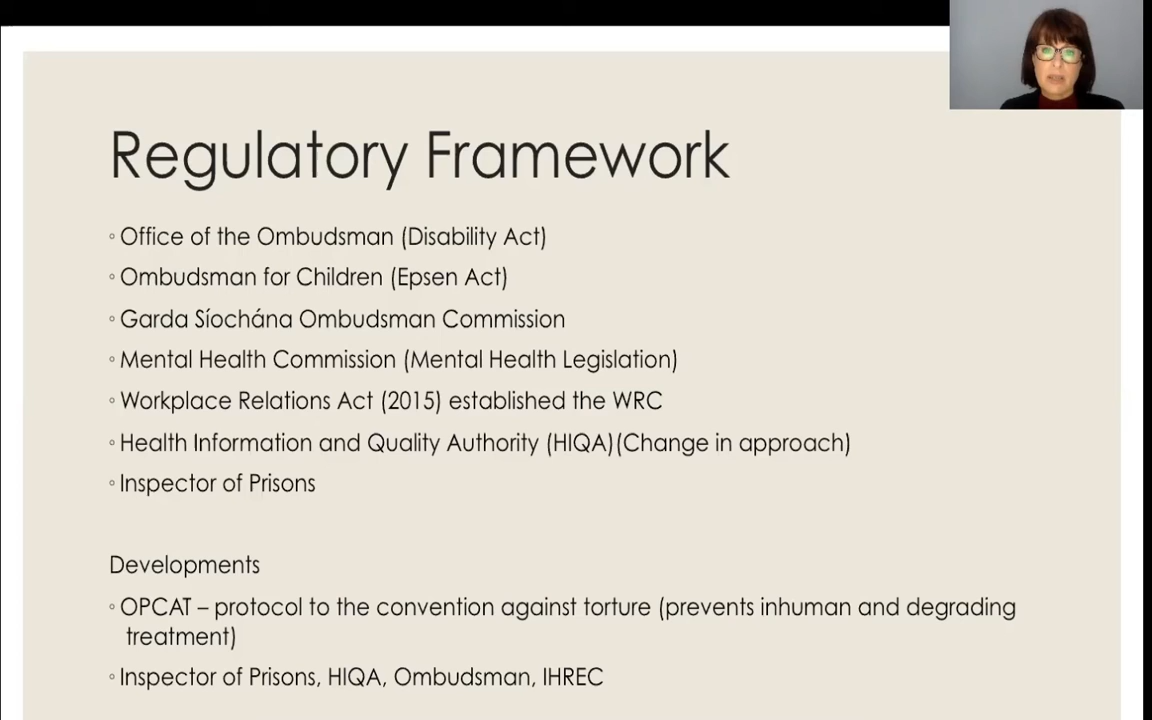 Regulatory Framework
◦ Office of the Ombudsman (Disability Act)
◦ Ombudsman for Children (Epsen Act)
◦ Garda Síochána Ombudsman Commission
◦ Mental Health Commission (Mental Health Legislation)
◦ Workplace Relations Act (2015) established the WRC
◦ Health Information and Quality Authority (HIQA)(Change in approach)
◦ Inspector of Prisons
Developments
◦ OPCAT – protocol to the convention against torture (prevents inhuman and degrading
treatment)
◦ Inspector of Prisons, HIQA, Ombudsman, IHREC